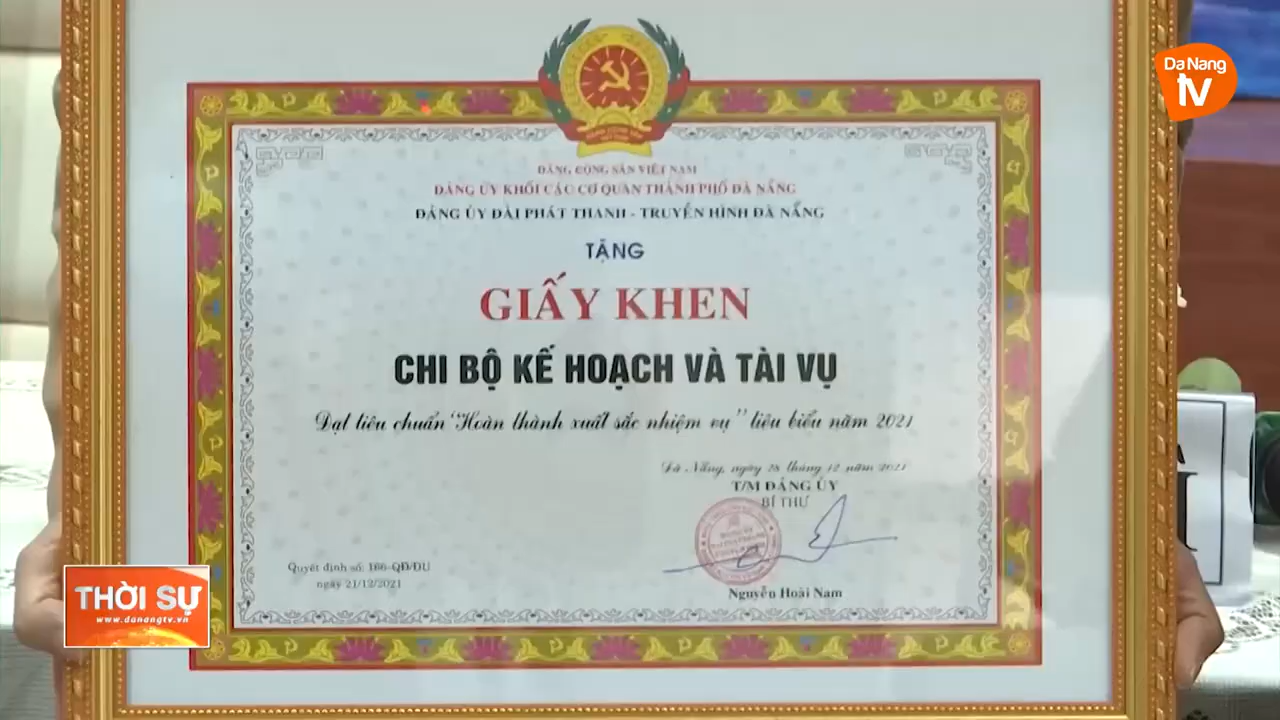 Da Nang
tv
ĐẢNG CỘNG SẢN VIỆT NAM
ĐẢNG ỦY KHỐI CÁC CƠ QUAN THÀNH PHỐ ĐÀ NẴNG
ĐẢNG ỦY ĐÀI PHÁT THANH - TRUYỀN HÌNH ĐÀ NẴNG
TẶNG
GIẤY KHEN
CHI BỘ KẾ HOẠCH VÀ TÀI VỤ
Đạt tiêu chuẩn "Hoàn thành xuất sắc nhiệm vụ" tiêu biểu năm 2021
Đà Nẵng, ngày tháng 12 năm 2021
T/M ĐẢNG ỦY
BÍ THƯ
Quyết định số: 166-QĐ/ĐU
ngày 21/12/2021
Nguyễn Hoài Nam
THỜI SỰ
www.danangtv.vn